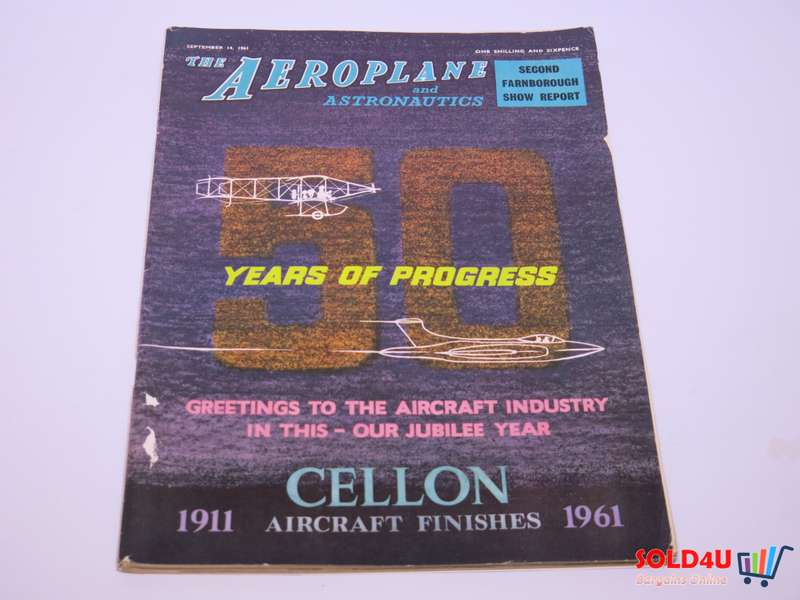 SEPTEMBER 14, 1961
ONE SHILLING AND SIXPENCE
THE AEROPLANE
and
ASTRONAUTICS
SECOND
FARNBOROUGH
SHOW REPORT
50
YEARS OF PROGRESS
GREETINGS TO THE AIRCRAFT INDUSTRY
IN THIS - OUR JUBILEE YEAR
CELLON
1911 AIRCRAFT FINISHES 1961
SOLD4U
Bargains Online